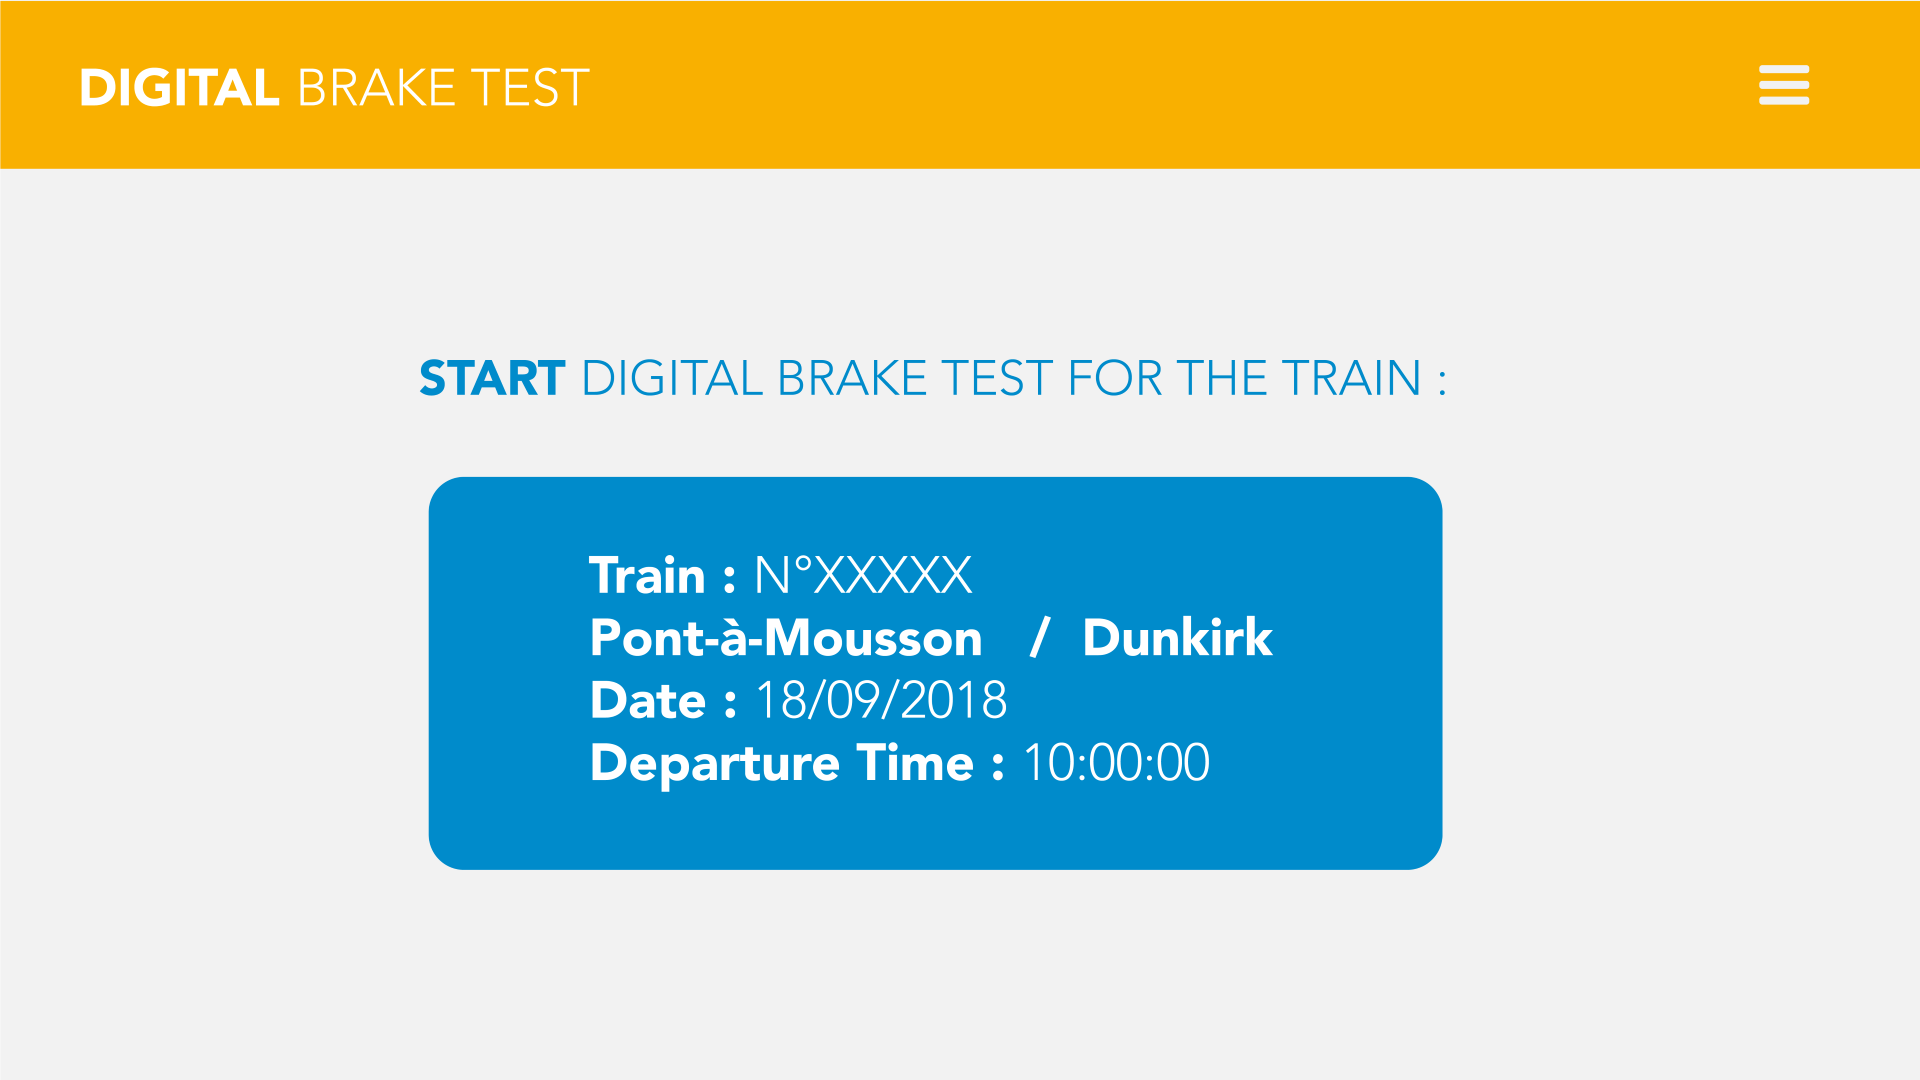 DIGITAL BRAKE TEST
START DIGITAL BRAKE TEST FOR THE TRAIN :
Train : N°XXXXX
Pont-à-Mousson / Dunkirk
Date : 18/09/2018
Departure Time : 10:00:00